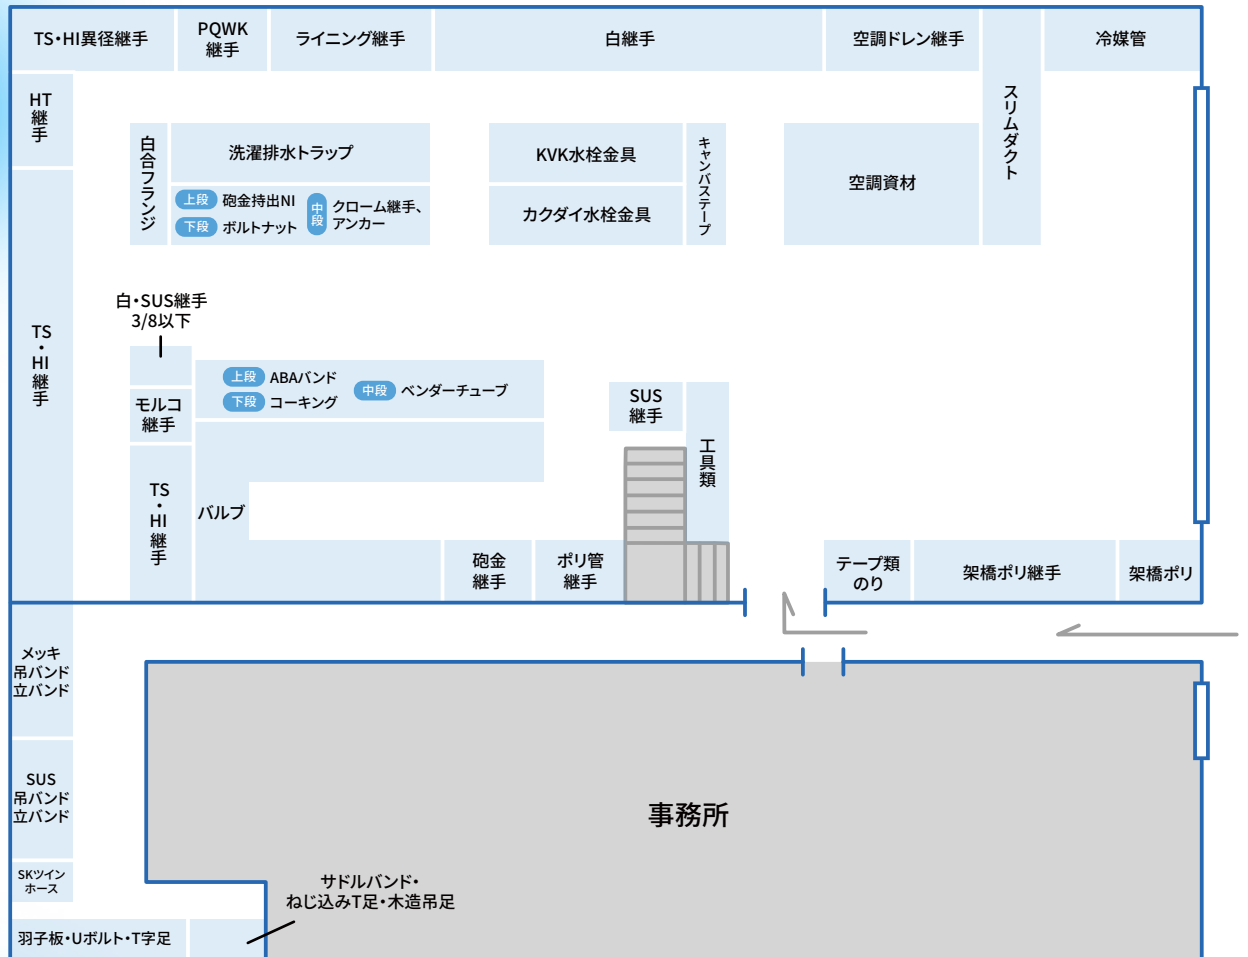 TS・HI異径継手
PQWK
継手
ライニング継手
白継手
空調ドレン継手
スリムダクト
冷媒管
HT
継手
白合フランジ
洗濯排水トラップ
上段 砲金持出NI
下段 ボルトナット
中段 クローム継手、
アンカー
KVK水栓金具
カクダイ水栓金具
キャンバステープ
空調資材
TS・HI継手
白・SUS継手
3/8以下
モルコ
継手
TS・HI継手
上段 ABAバンド
下段 コーキング
中段 ベンダーチューブ
バルブ
SUS
継手
工具類
砲金
継手
ポリ管
継手
テープ類
のり
架橋ポリ継手
架橋ポリ
メッキ
吊バンド
立バンド
SUS
吊バンド
立バンド
SKツイン
ホース
事務所
サドルバンド・
ねじ込みT足・木造吊足
羽子板・Uボルト・T字足